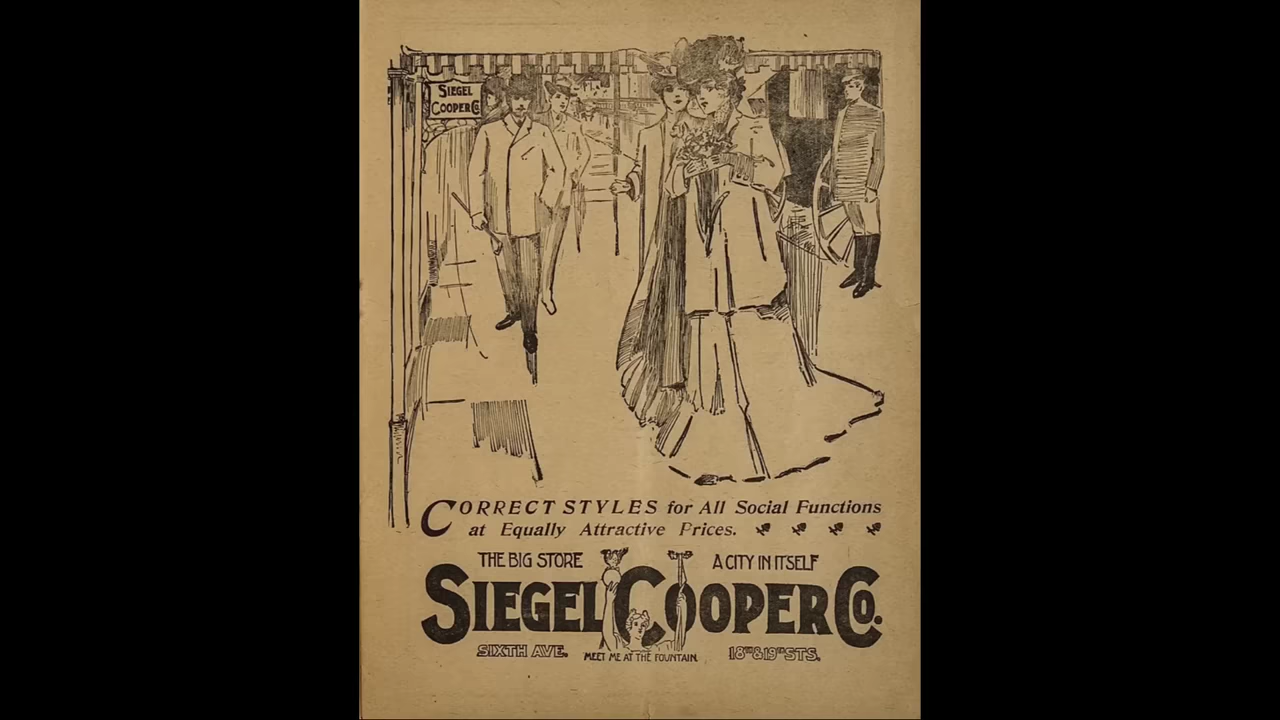 SIEGEL
COOPER Co.
CORRECT STYLES for All Social Functions
at Equally Attractive Prices.
THE BIG STORE A CITY IN ITSELF
SIEGEL COOPER Co.
SIXTH AVE. MEET ME AT THE FOUNTAIN. 18TH & 19TH STS.